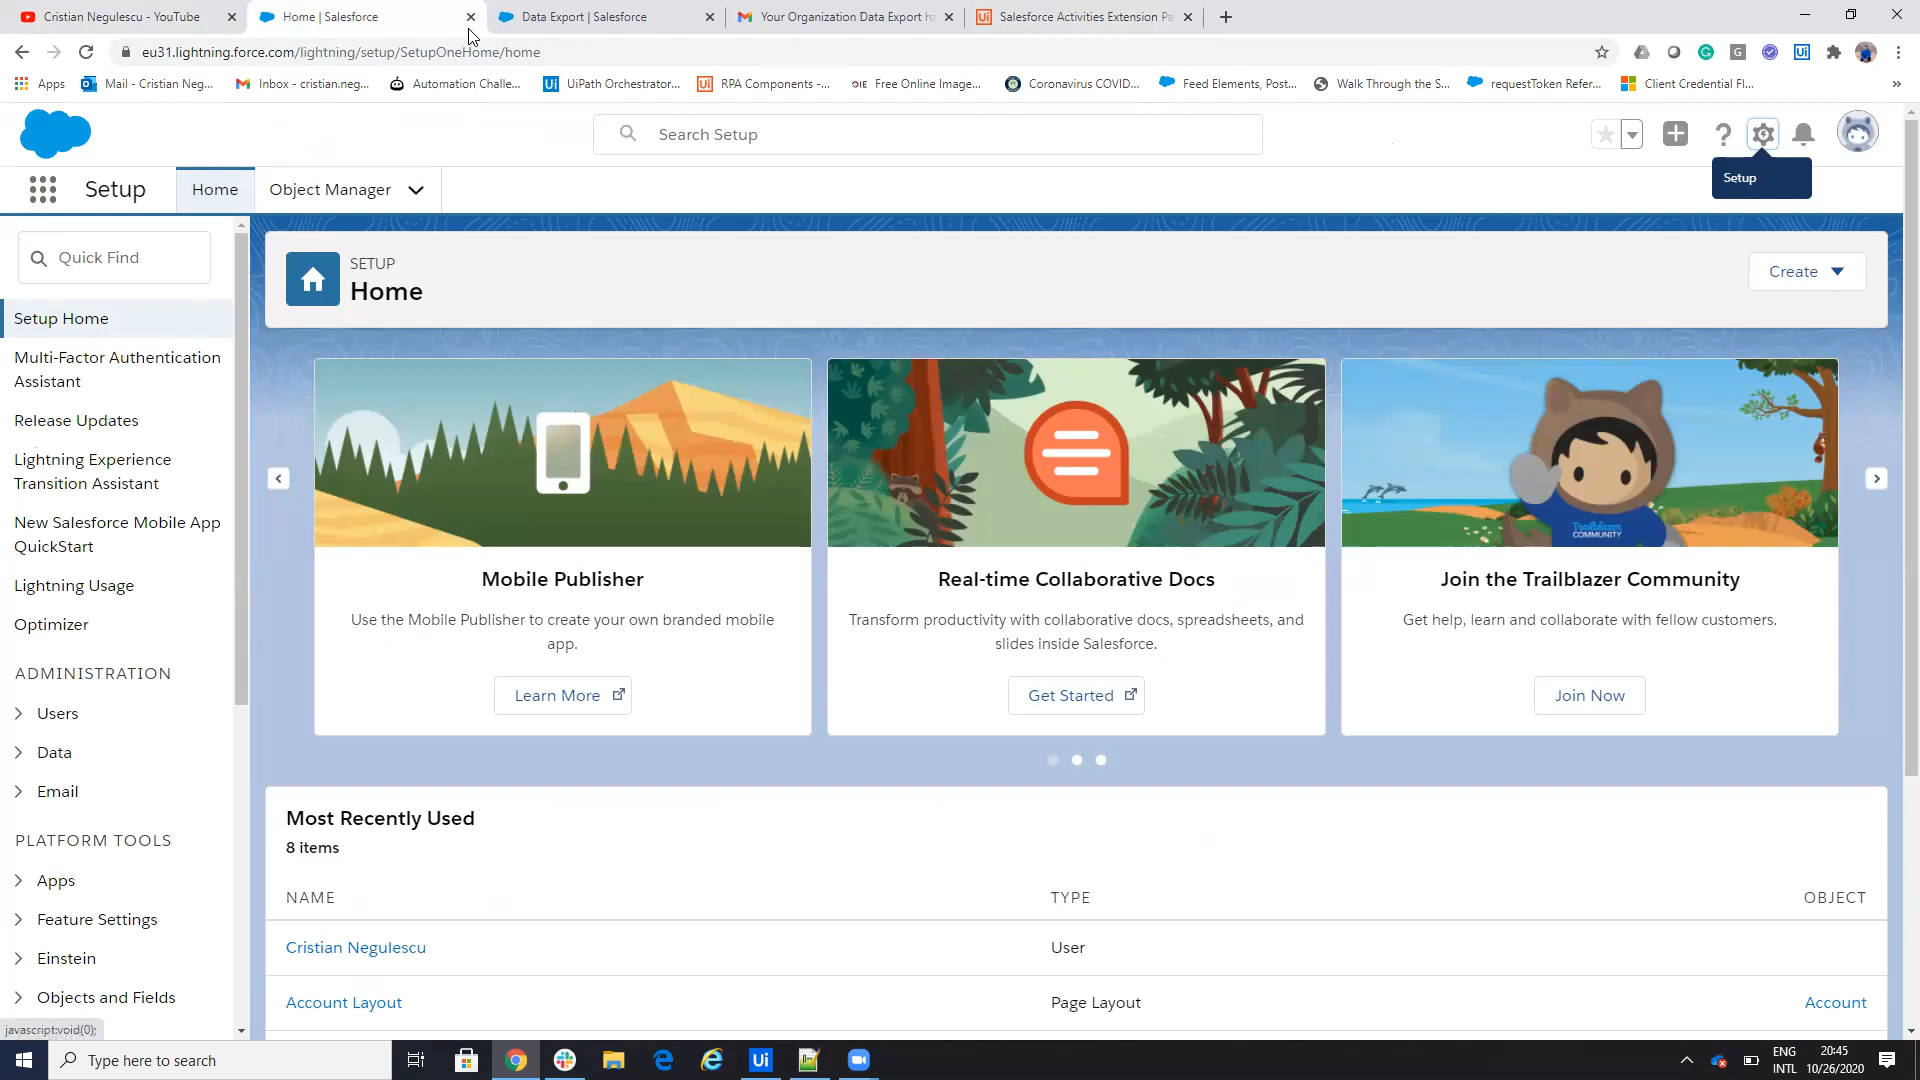 Cristian Negulescu - YouTube
Home | Salesforce
Data Export | Salesforce
Your Organization Data Export ha
Salesforce Activities Extension Pa
eu31.lightning.force.com/lightning/setup/SetupOneHome/home
Apps
Mail - Cristian Neg...
Inbox - cristian.neg...
Automation Challe...
UiPath Orchestrator...
RPA Components -...
Free Online Image...
Coronavirus COVID...
Feed Elements, Post...
Walk Through the S...
requestToken Refer...
Client Credential Fl...
Search Setup
Setup
Home
Object Manager
Setup
Quick Find
Setup Home
Multi-Factor Authentication
Assistant
Release Updates
Lightning Experience
Transition Assistant
New Salesforce Mobile App
QuickStart
Lightning Usage
Optimizer
ADMINISTRATION
Users
Data
Email
PLATFORM TOOLS
Apps
Feature Settings
Einstein
Objects and Fields
javascript:void(0);
SETUP
Home
Create
Mobile Publisher
Use the Mobile Publisher to create your own branded mobile
app.
Learn More
Real-time Collaborative Docs
Transform productivity with collaborative docs, spreadsheets, and
slides inside Salesforce.
Get Started
Trailblazer
COMMUNITY
Join the Trailblazer Community
Get help, learn and collaborate with fellow customers.
Join Now
Most Recently Used
8 items
NAME
TYPE
OBJECT
Cristian Negulescu
User
Account Layout
Page Layout
Account
Type here to search
ENG
INTL
20:45
10/26/2020